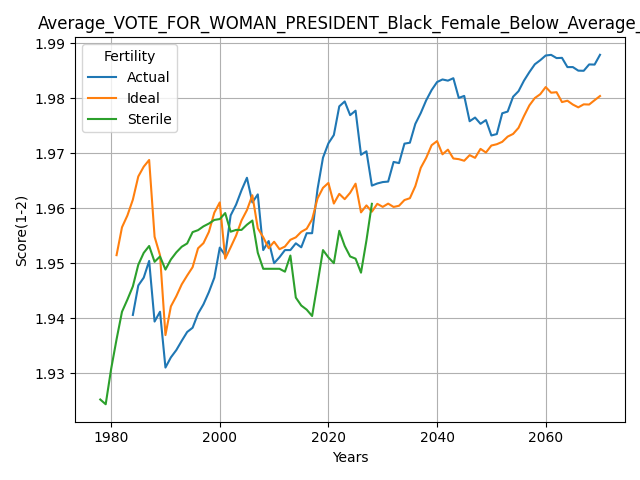 Average_VOTE_FOR_WOMAN_PRESIDENT_Black_Female_Below_Average_
Fertility
Actual
Ideal
Sterile
Score(1-2)
1.99
1.98
1.97
1.96
1.95
1.94
1.93
1980 2000 2020 2040 2060
Years